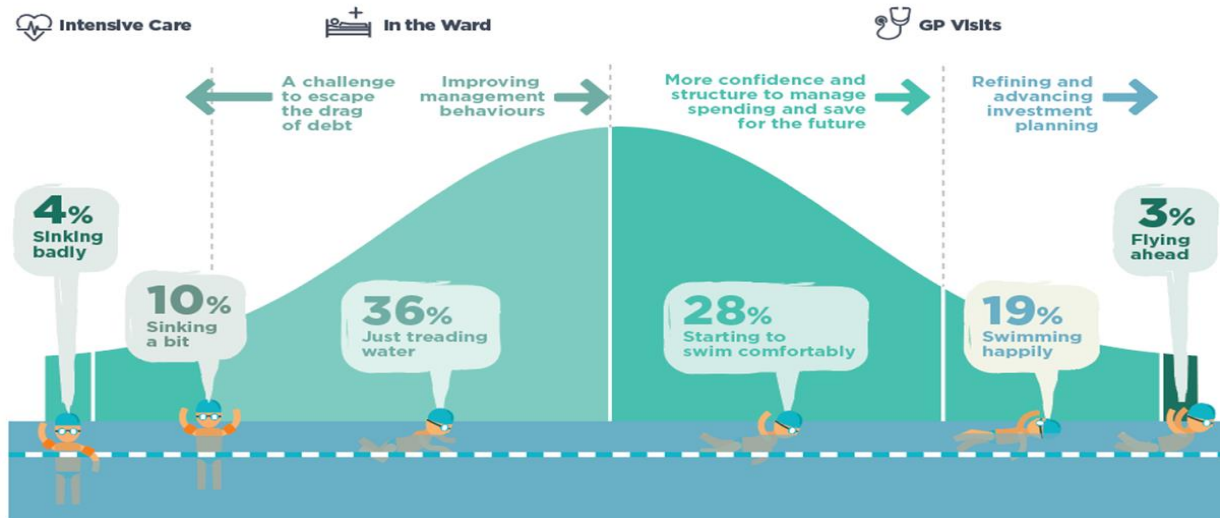 Intensive Care
In the Ward
GP Visits
A challenge
to escape
the drag
of debt
Improving
management
behaviours
More confidence and
structure to manage
spending and save
for the future
Refining and
advancing
investment
planning
4%
Sinking
badly
10%
Sinking
a bit
36%
Just treading
water
28%
Starting to
swim comfortably
19%
Swimming
happily
3%
Flying
ahead